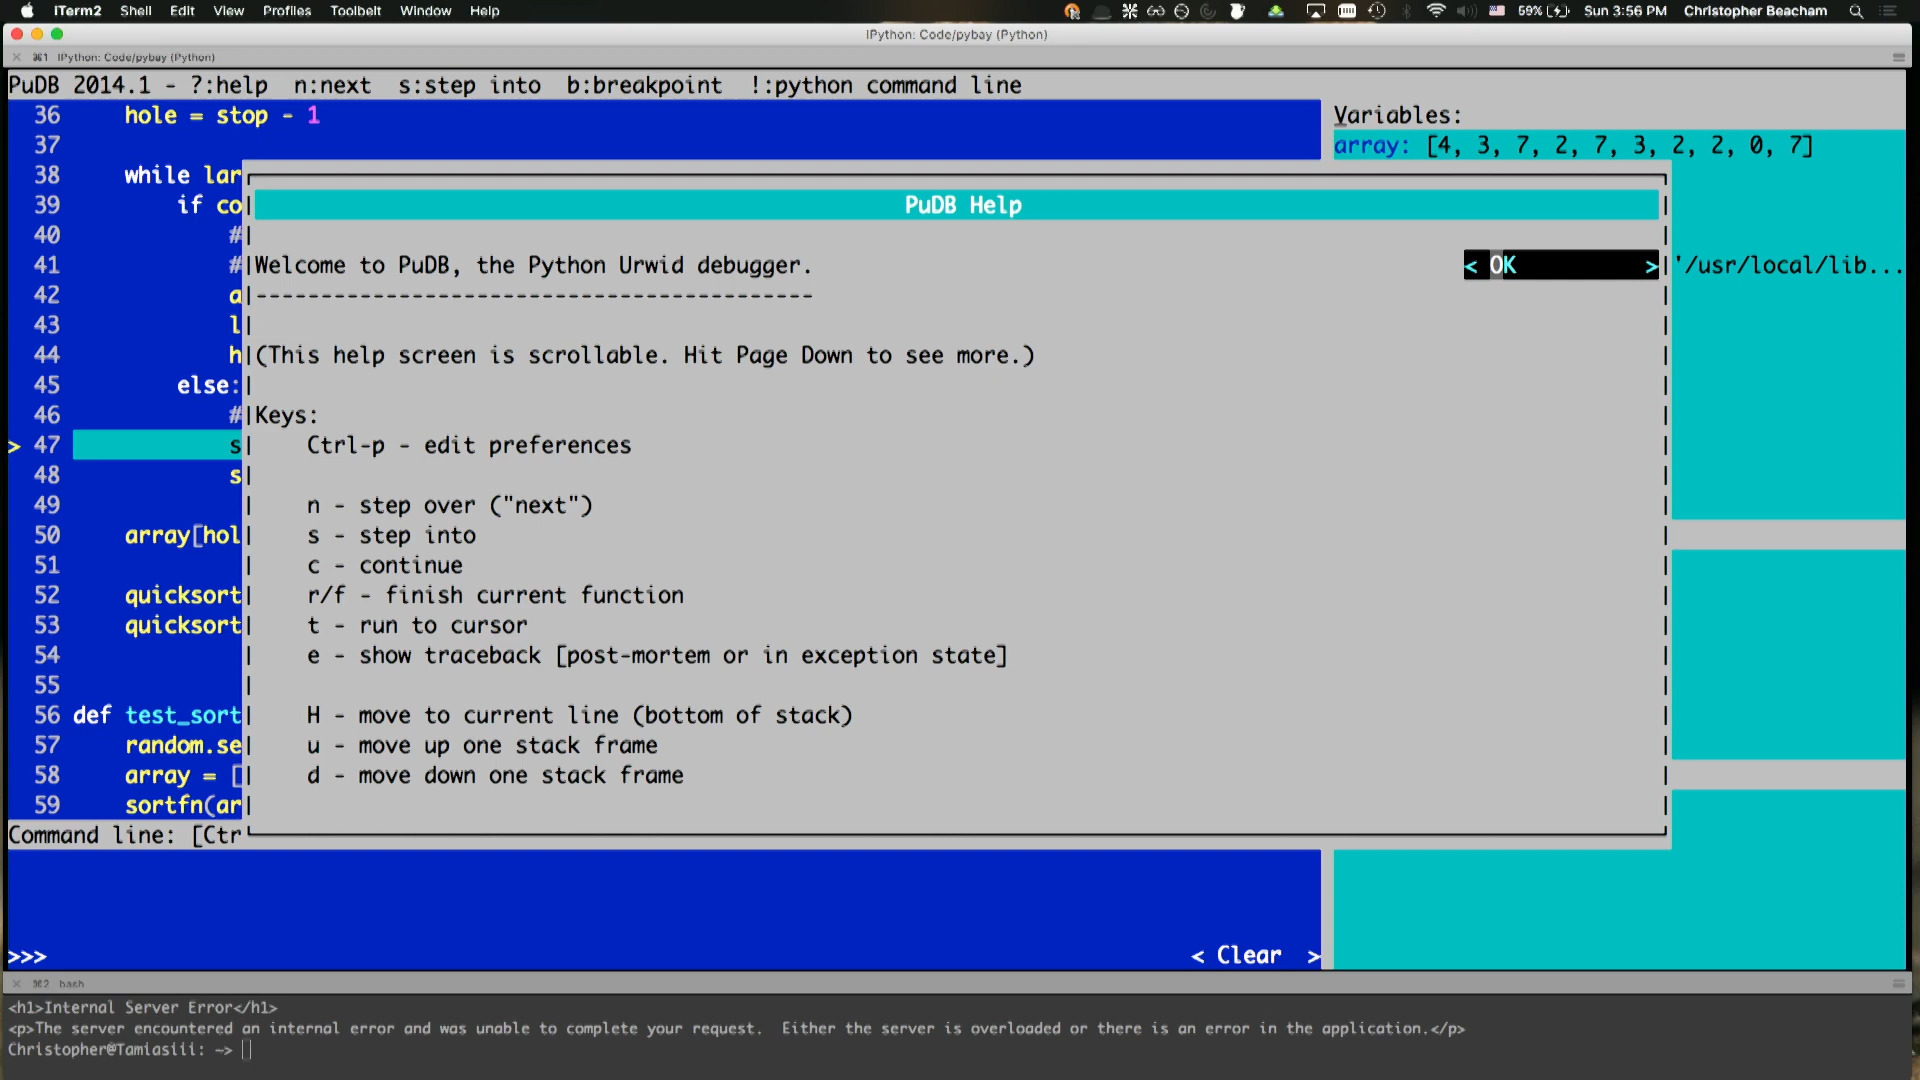 iTerm2 Shell Edit View Profiles Toolbelt Window Help 59% Sun 3:56 PM Christopher Beacham
IPython: Code/pybay (Python)
⌘1 IPython: Code/pybay (Python)
PuDB 2014.1 - ?:help n:next s:step into b:breakpoint !:python command line
36 hole = stop - 1
Variables:
37
array: [4, 3, 7, 2, 7, 3, 2, 2, 0, 7]
38 while lar
39 if co
PuDB Help
40 #
41 #
Welcome to PuDB, the Python Urwid debugger.
< OK >
'/usr/local/lib...
42 a
-------------------------------------------
43 l
44 h
(This help screen is scrollable. Hit Page Down to see more.)
45 else:
46 #
Keys:
> 47 s
Ctrl-p - edit preferences
48 s
49
n - step over ("next")
50 array[hol
s - step into
51
c - continue
52 quicksort
r/f - finish current function
53 quicksort
t - run to cursor
54
e - show traceback [post-mortem or in exception state]
55
56 def test_sort
H - move to current line (bottom of stack)
57 random.se
u - move up one stack frame
58 array = [
d - move down one stack frame
59 sortfn(ar
Command line: [Ctr
>>>
< Clear >
⌘2 bash
<h1>Internal Server Error</h1>
<p>The server encountered an internal error and was unable to complete your request. Either the server is overloaded or there is an error in the application.</p>
Christopher@Tamiasiii: ~>